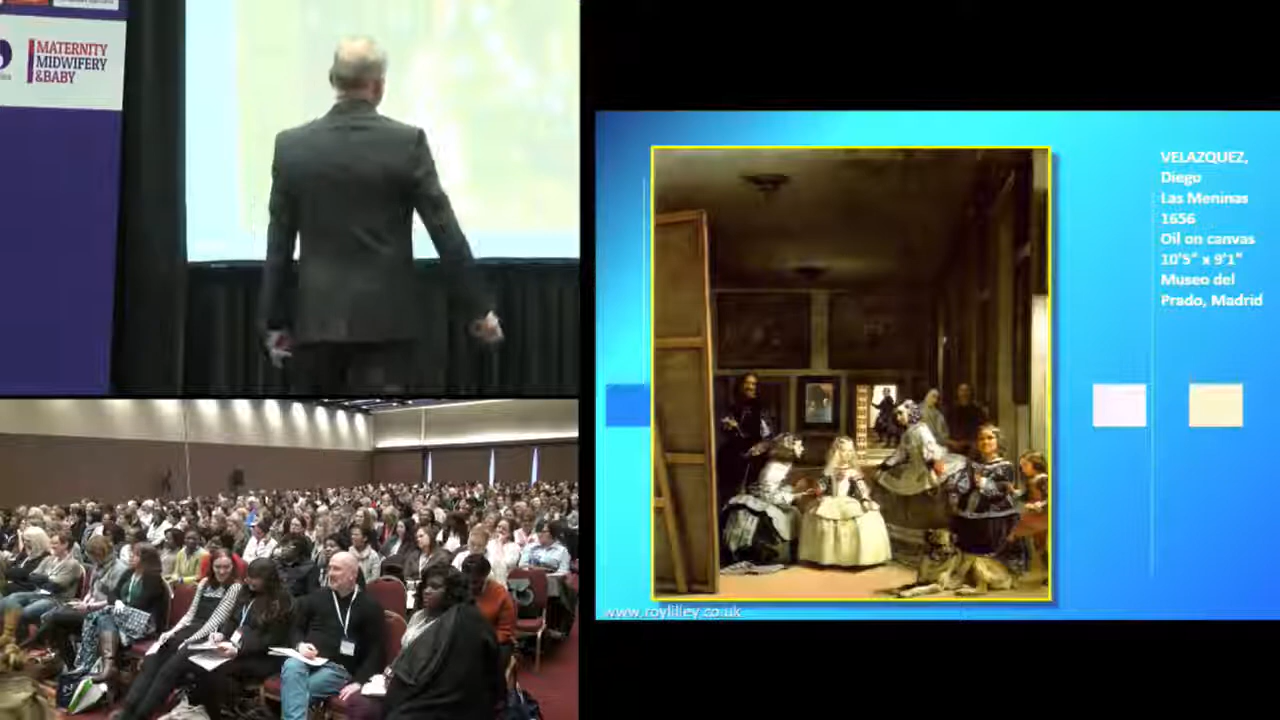 MATERNITY
MIDWIFERY
&BABY
VELAZQUEZ,
Diego
Las Meninas
1656
Oil on canvas
10'5" x 9'1"
Museo del
Prado, Madrid
www.roylilley.co.uk